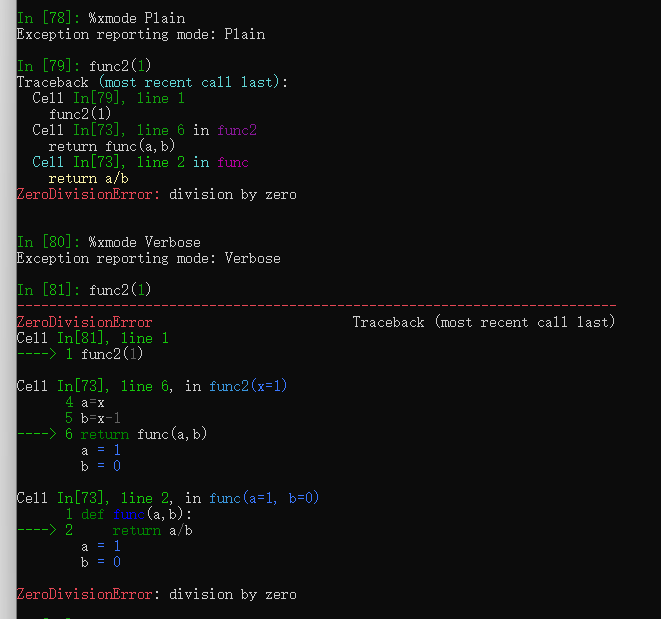 In [78]: %xmode Plain
Exception reporting mode: Plain
In [79]: func2(1)
Traceback (most recent call last):
  Cell In[79], line 1
    func2(1)
  Cell In[73], line 6 in func2
    return func(a,b)
  Cell In[73], line 2 in func
    return a/b
ZeroDivisionError: division by zero
In [80]: %xmode Verbose
Exception reporting mode: Verbose
In [81]: func2(1)
---------------------------------------------------------------------------
ZeroDivisionError                         Traceback (most recent call last)
Cell In[81], line 1
----> 1 func2(1)
Cell In[73], line 6, in func2(x=1)
      4 a=x
      5 b=x-1
----> 6 return func(a,b)
        a = 1
        b = 0
Cell In[73], line 2, in func(a=1, b=0)
      1 def func(a,b):
----> 2     return a/b
        a = 1
        b = 0
ZeroDivisionError: division by zero